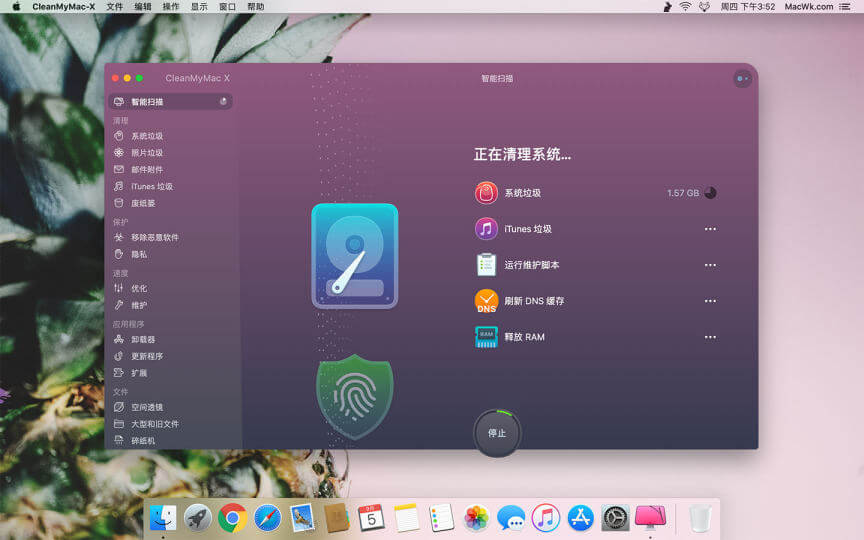 CleanMyMac-X 文件 编辑 操作 显示 窗口 帮助 周四 下午3:52 MacWk.com
CleanMyMac X
智能扫描
智能扫描
清理
系统垃圾
照片垃圾
邮件附件
iTunes 垃圾
废纸篓
保护
移除恶意软件
隐私
速度
优化
维护
应用程序
卸载器
更新程序
扩展
文件
空间透镜
大型和旧文件
碎纸机
正在清理系统...
系统垃圾 1.57 GB
iTunes 垃圾
运行维护脚本
DNS
刷新 DNS 缓存
RAM
释放 RAM
停止
5